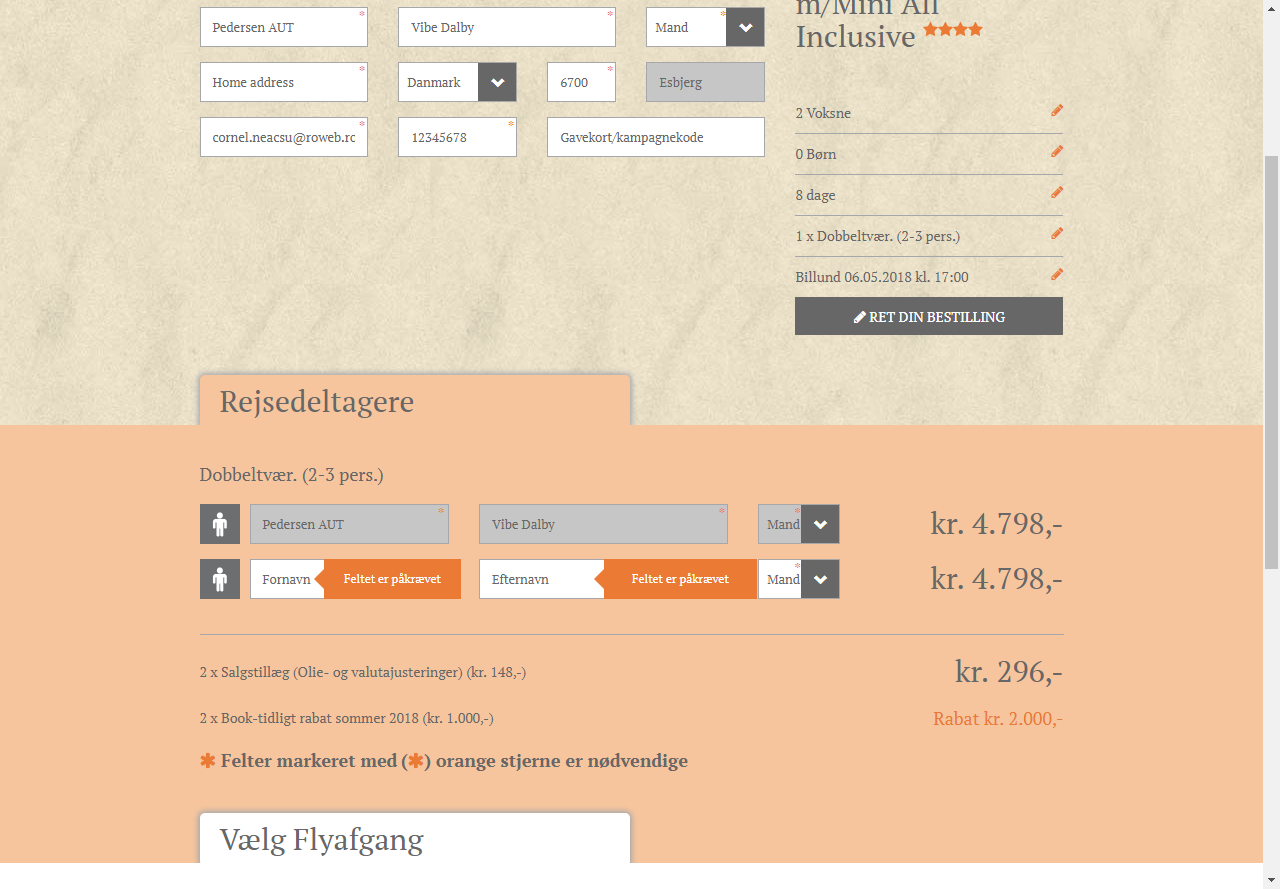 m/Mini All
Inclusive
Pedersen AUT * Vibe Dalby * Mand *
Home address * Danmark 6700 * Esbjerg
cornel.neacsu@roweb.rc * 12345678 * Gavekort/kampagnekode
2 Voksne
0 Børn
8 dage
1 x Dobbeltvær. (2-3 pers.)
Billund 06.05.2018 kl. 17:00
RET DIN BESTILLING
Rejsedeltagere
Dobbeltvær. (2-3 pers.)
Pedersen AUT * Vibe Dalby * Mand * kr. 4.798,-
Fornavn Feltet er påkrævet Efternavn Feltet er påkrævet Mand * kr. 4.798,-
2 x Salgstillæg (Olie- og valutajusteringer) (kr. 148,-) kr. 296,-
2 x Book-tidligt rabat sommer 2018 (kr. 1.000,-) Rabat kr. 2.000,-
✱ Felter markeret med (✱) orange stjerne er nødvendige
Vælg Flyafgang